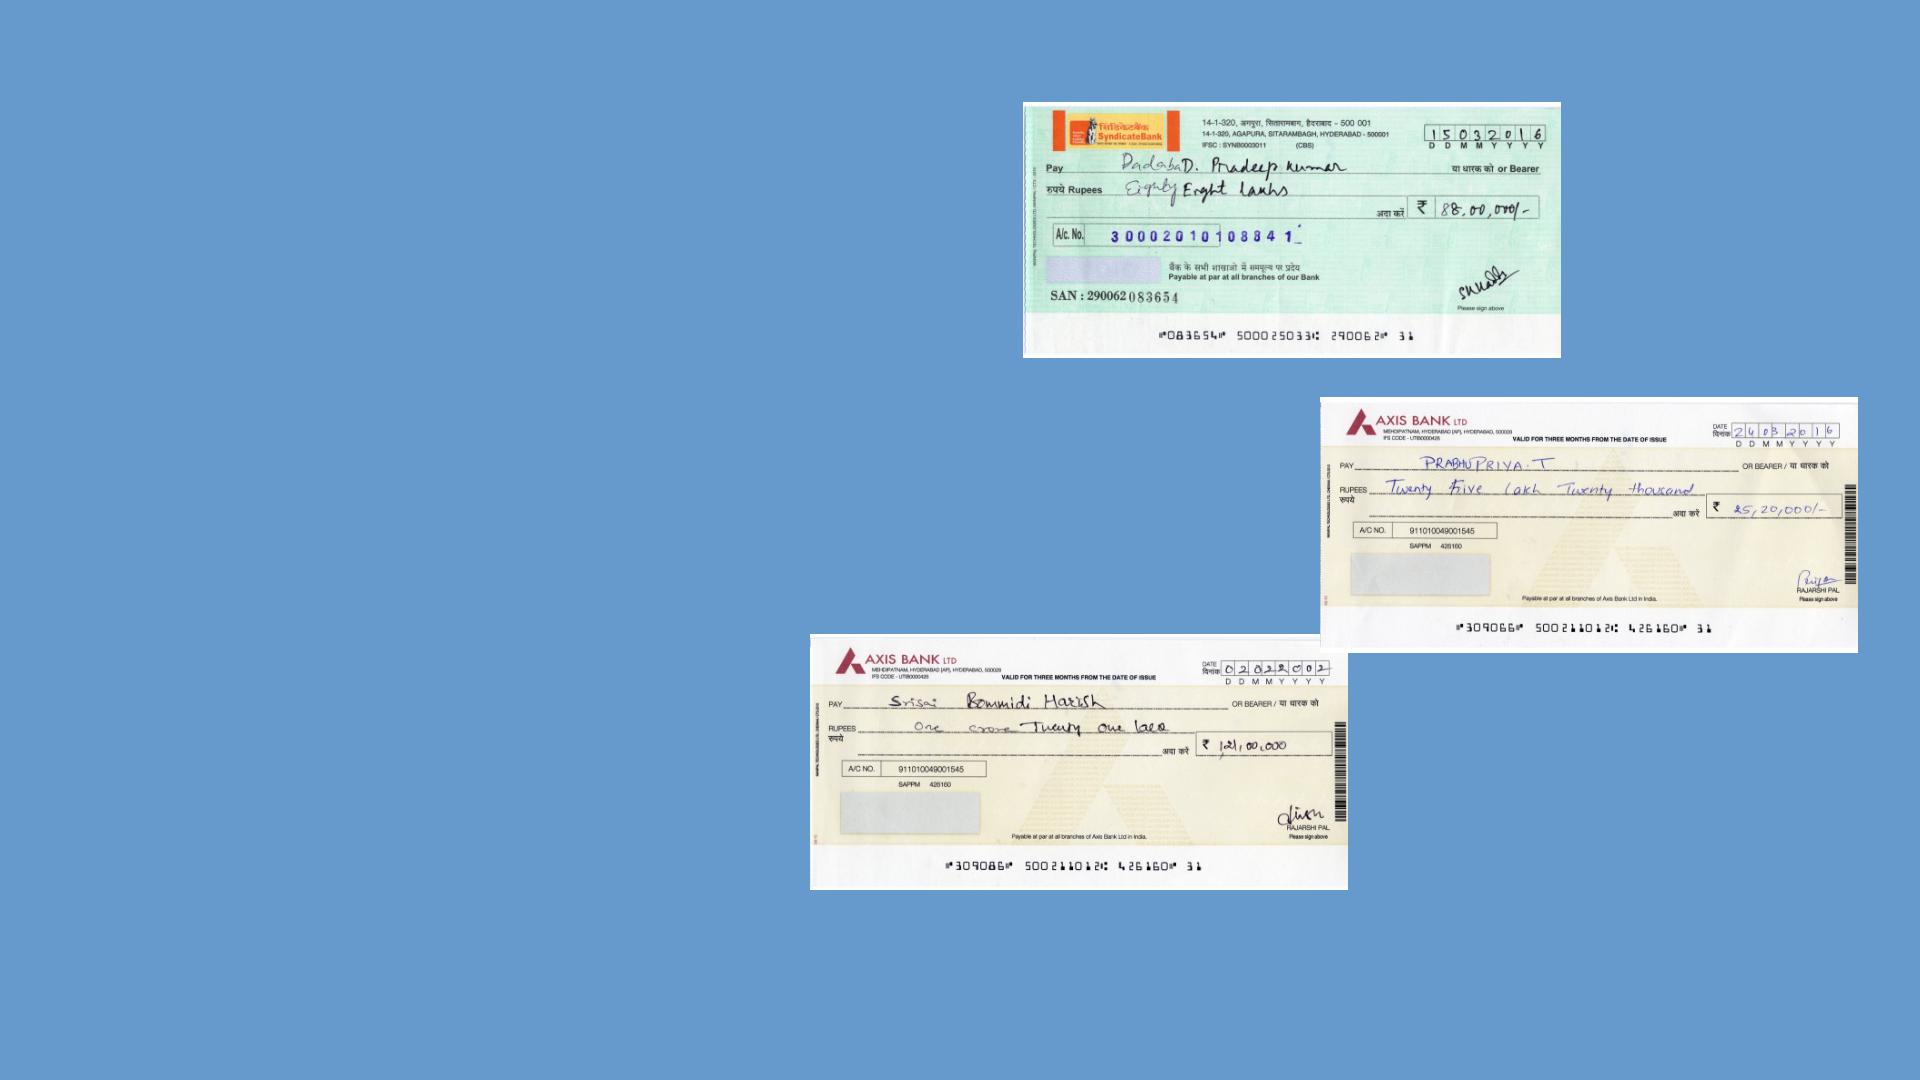 सिंडिकेटबैंक
SyndicateBank
14-1-320, अगपुरा, सितारामबाग, हैदराबाद - 500 001
14-1-320, AGAPURA, SITARAMBAGH, HYDERABAD - 500001
IFSC : SYNB0003011 (CBS)
15032016
D D M M Y Y Y Y
Pay D. Pradeep Kumar या धारक को or Bearer
रुपये Rupees Eighty Eight Lakhs
अदा करें ₹ 88,00,000/-
A/c. No. 30002010108841
बैंक के सभी शाखाओं में सममूल्य पर प्रदेय
Payable at par at all branches of our Bank
SAN : 290062 083654
Please sign above
⑈083654⑈ 500025033⑆ 290062⑈ 31
AXIS BANK LTD
MEHDIPATNAM, HYDERABAD [AP], HYDERABAD, 500028
IFS CODE - UTIB0000426
VALID FOR THREE MONTHS FROM THE DATE OF ISSUE
DATE दिनांक 24032016
D D M M Y Y Y Y
PAY PRABHU PRIYA. T OR BEARER / या धारक को
RUPEES रुपये Twenty Five Lakh Twenty thousand
अदा करें ₹ 25,20,000/-
A/C NO. 911010049001545
SAPPM 426160
Priya
RAJARSHI PAL
Please sign above
Payable at par at all branches of Axis Bank Ltd in India.
⑈309066⑈ 500211012⑆ 426160⑈ 31
AXIS BANK LTD
MEHDIPATNAM, HYDERABAD [AP], HYDERABAD, 500028
IFS CODE - UTIB0000426
VALID FOR THREE MONTHS FROM THE DATE OF ISSUE
DATE दिनांक 02022002
D D M M Y Y Y Y
PAY Srisai Bommidi Harish OR BEARER / या धारक को
RUPEES रुपये One crore Twenty one lacs
अदा करें ₹ 1,21,00,000
A/C NO. 911010049001545
SAPPM 426160
RAJARSHI PAL
Please sign above
Payable at par at all branches of Axis Bank Ltd in India.
⑈309086⑈ 500211012⑆ 426160⑈ 31